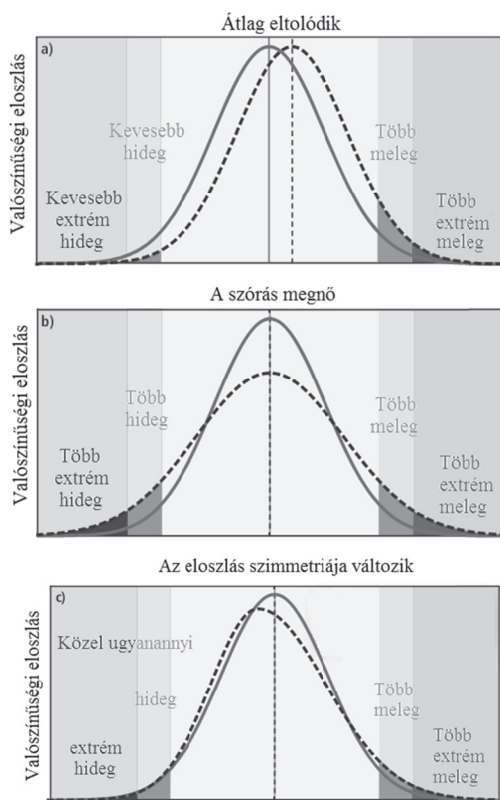 Átlag eltolódik
a)
Valószínűségi eloszlás
Kevesebb
hideg
Több
meleg
Kevesebb
extrém
hideg
Több
extrém
meleg
A szórás megnő
b)
Valószínűségi eloszlás
Több
hideg
Több
meleg
Több
extrém
hideg
Több
extrém
meleg
Az eloszlás szimmetriája változik
c)
Valószínűségi eloszlás
Közel ugyanannyi
hideg
Több
meleg
extrém
hideg
Több
extrém
meleg